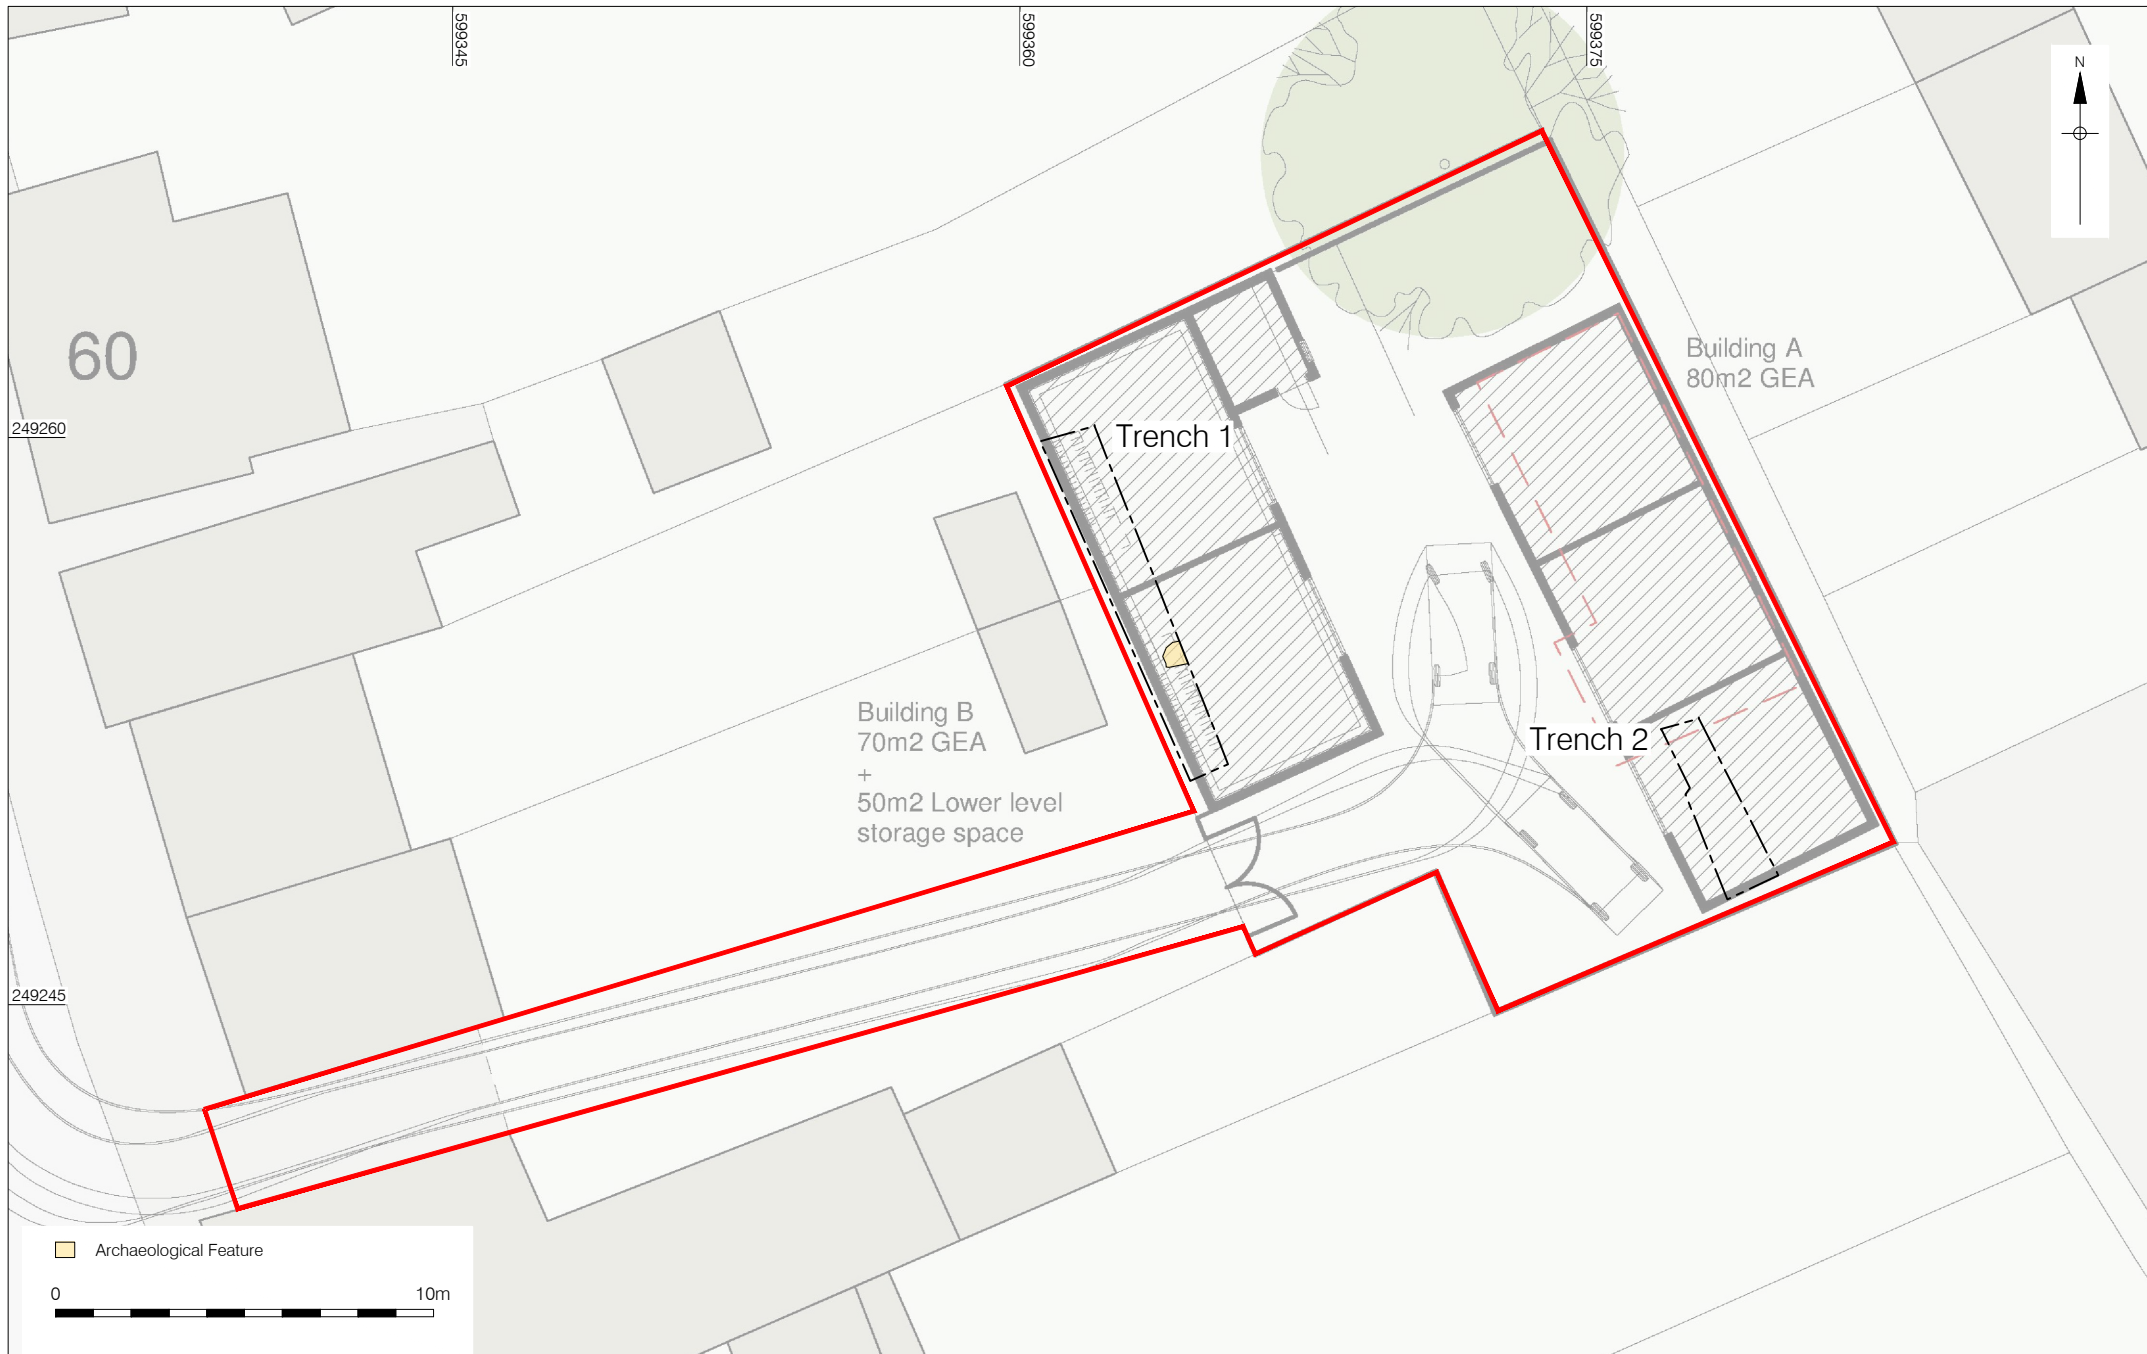 599345
599360
599375
N
60
Building A
80m2 GEA
249260
Trench 1
Building B
70m2 GEA
+
50m2 Lower level
storage space
Trench 2
249245
Archaeological Feature
0 10m